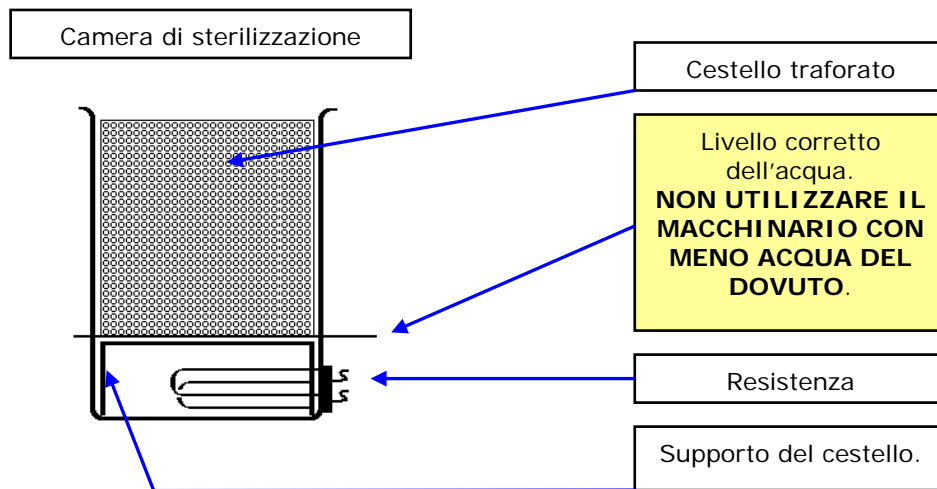 Camera di sterilizzazione
Cestello traforato
Livello corretto
dell'acqua.
NON UTILIZZARE IL
MACCHINARIO CON
MENO ACQUA DEL
DOVUTO.
Resistenza
Supporto del cestello.